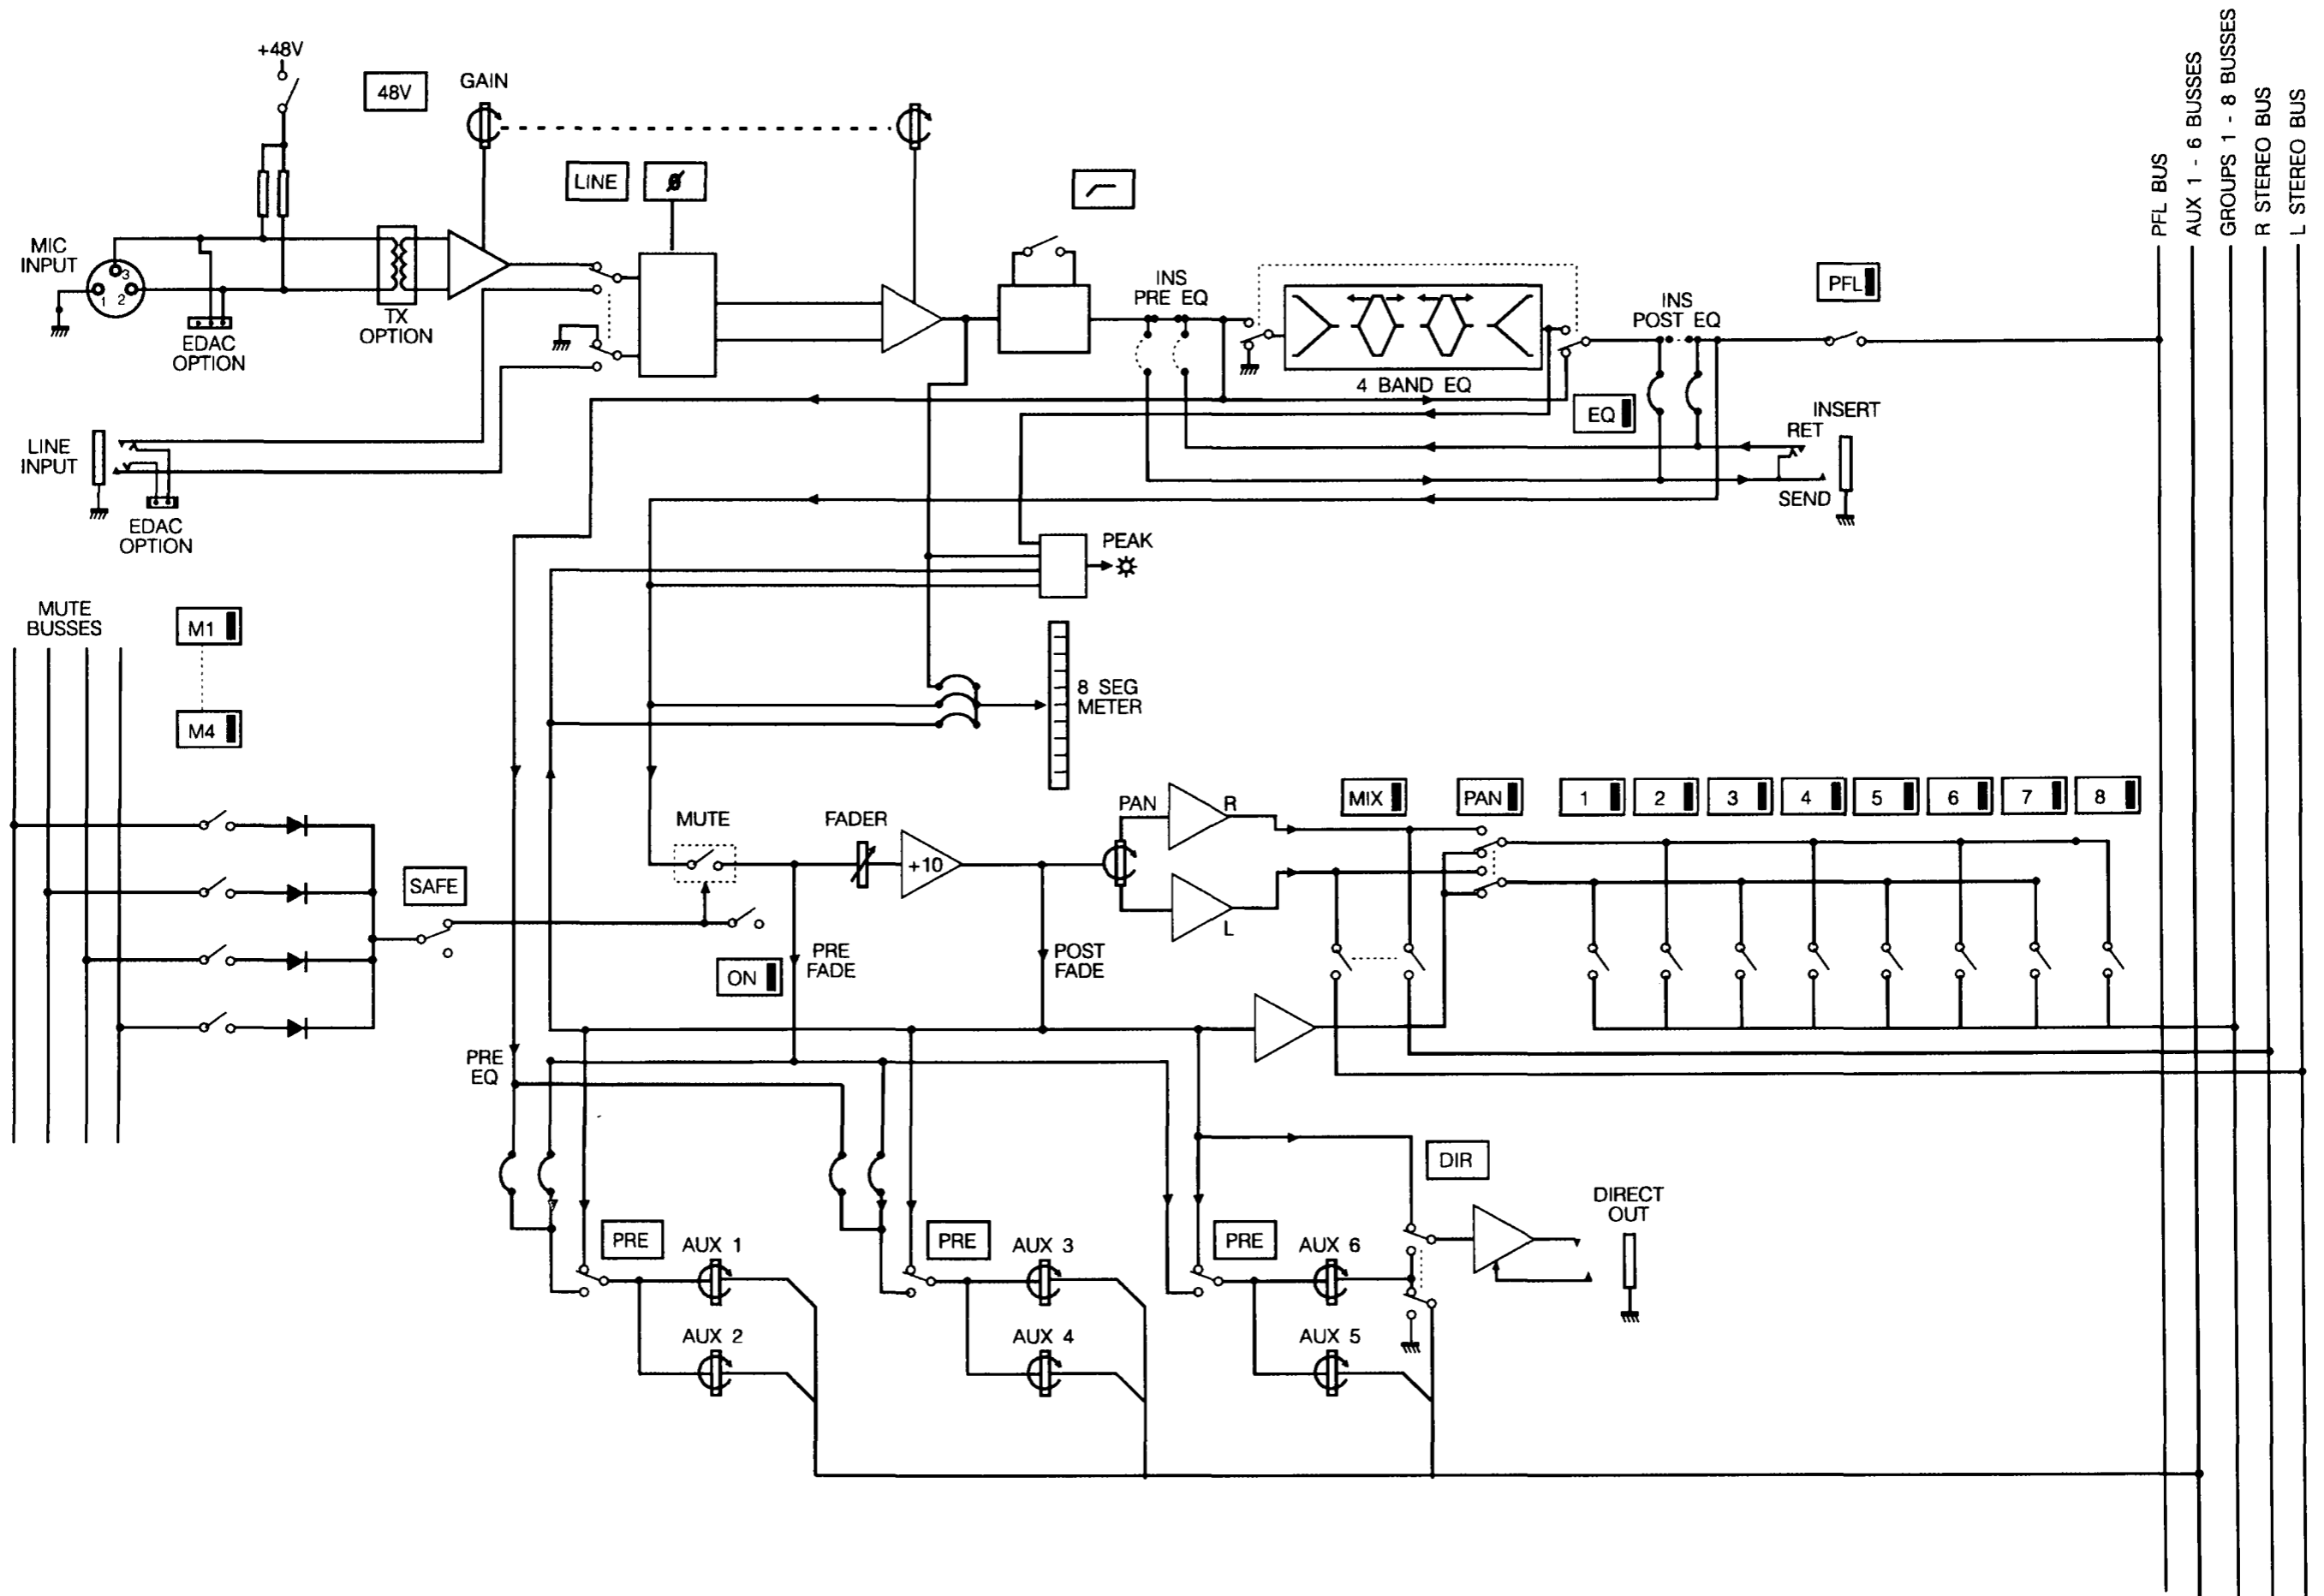 +48V
48V
GAIN
LINE
ø
MIC
INPUT
3
1
2
EDAC
OPTION
TX
OPTION
INS
PRE EQ
4 BAND EQ
INS
POST EQ
PFL
EQ
INSERT
RET
SEND
PFL BUS
AUX 1 - 6 BUSSES
GROUPS 1 - 8 BUSSES
R STEREO BUS
L STEREO BUS
LINE
INPUT
EDAC
OPTION
PEAK
MUTE
BUSSES
M1
M4
8 SEG
METER
MUTE
FADER
+10
PAN
R
L
MIX
PAN
1
2
3
4
5
6
7
8
SAFE
ON
PRE
FADE
POST
FADE
PRE
EQ
DIR
DIRECT
OUT
PRE
AUX 1
AUX 2
PRE
AUX 3
AUX 4
PRE
AUX 6
AUX 5